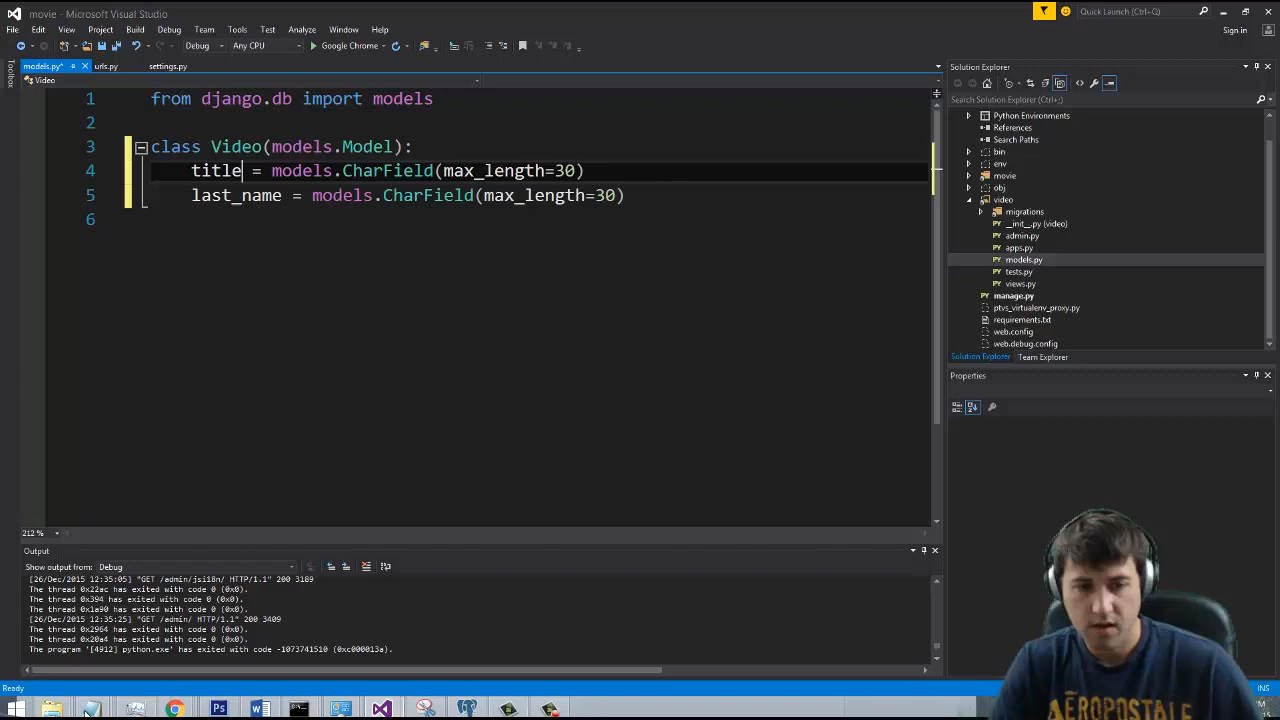 movie - Microsoft Visual Studio
Quick Launch (Ctrl+Q)
File Edit View Project Build Debug Team Tools Test Analyze Window Help
Sign in
Debug Any CPU Google Chrome
Toolbox
models.py* urls.py settings.py
Video
1 from django.db import models
2
3 class Video(models.Model):
4 title = models.CharField(max_length=30)
5 last_name = models.CharField(max_length=30)
6
212 %
Solution Explorer
Search Solution Explorer (Ctrl+;)
Python Environments
References
Search Paths
bin
env
movie
obj
video
migrations
__init__.py (video)
admin.py
apps.py
models.py
tests.py
views.py
manage.py
ptvs_virtualenv_proxy.py
requirements.txt
web.config
web.debug.config
Solution Explorer Team Explorer
Properties
Output
Show output from: Debug
[26/Dec/2015 12:35:05] "GET /admin/jsi18n/ HTTP/1.1" 200 3189
The thread 0x22ac has exited with code 0 (0x0).
The thread 0x394 has exited with code 0 (0x0).
The thread 0x1a90 has exited with code 0 (0x0).
[26/Dec/2015 12:35:25] "GET /admin/ HTTP/1.1" 200 3409
The thread 0x2964 has exited with code 0 (0x0).
The thread 0x20a4 has exited with code 0 (0x0).
The program '[4912] python.exe' has exited with code -1073741510 (0xc000013a).
Ready
INS
AÉROPOSTALE